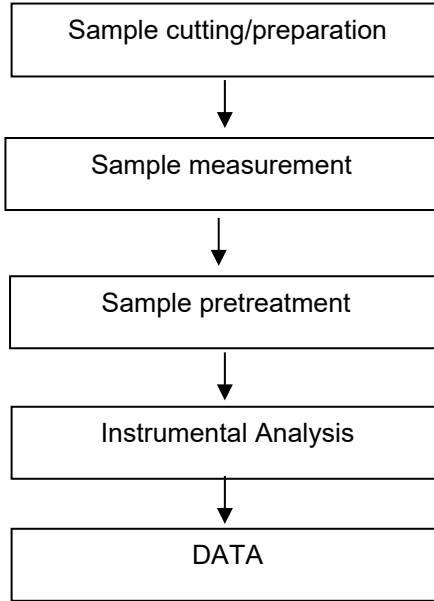 Sample cutting/preparation
Sample measurement
Sample pretreatment
Instrumental Analysis
DATA